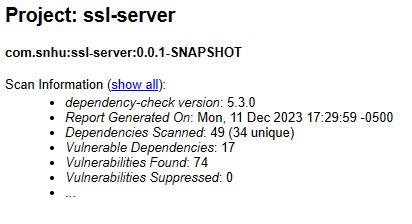 Project: ssl-server
com.snhu:ssl-server:0.0.1-SNAPSHOT
Scan Information (show all):
• dependency-check version: 5.3.0
• Report Generated On: Mon, 11 Dec 2023 17:29:59 -0500
• Dependencies Scanned: 49 (34 unique)
• Vulnerable Dependencies: 17
• Vulnerabilities Found: 74
• Vulnerabilities Suppressed: 0
• ...